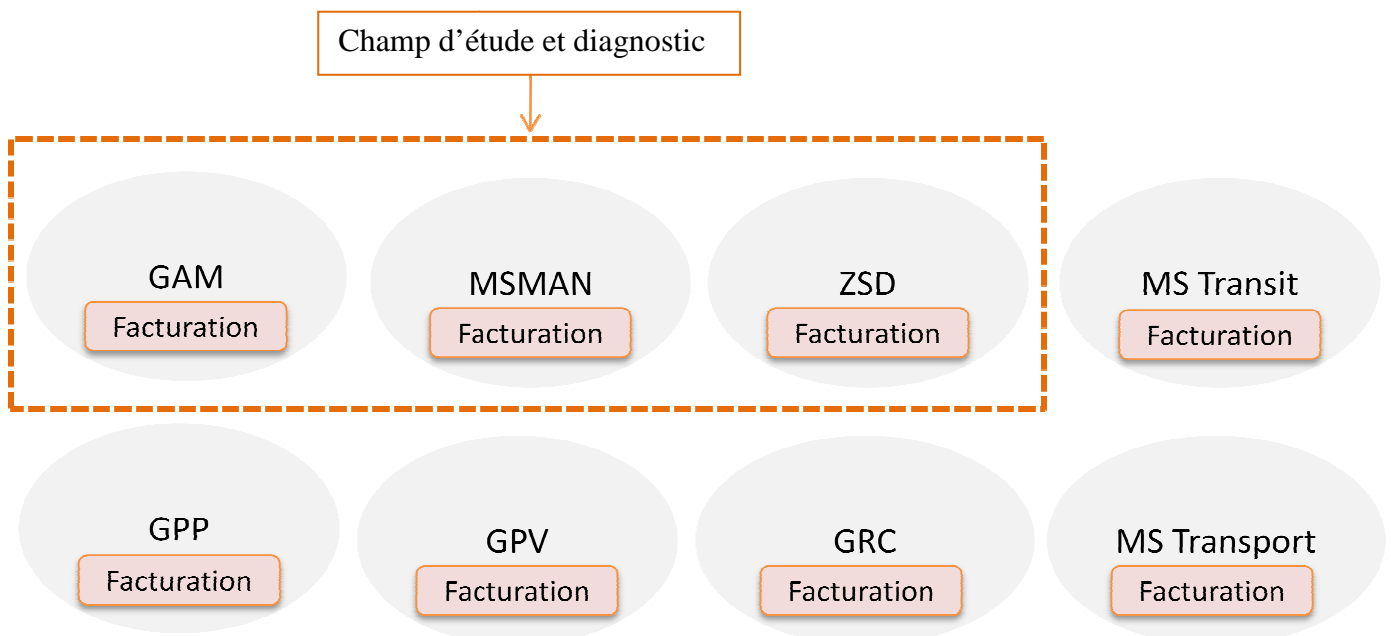 Champ d’étude et diagnostic
GAM
Facturation
MSMAN
Facturation
ZSD
Facturation
MS Transit
Facturation
GPP
Facturation
GPV
Facturation
GRC
Facturation
MS Transport
Facturation